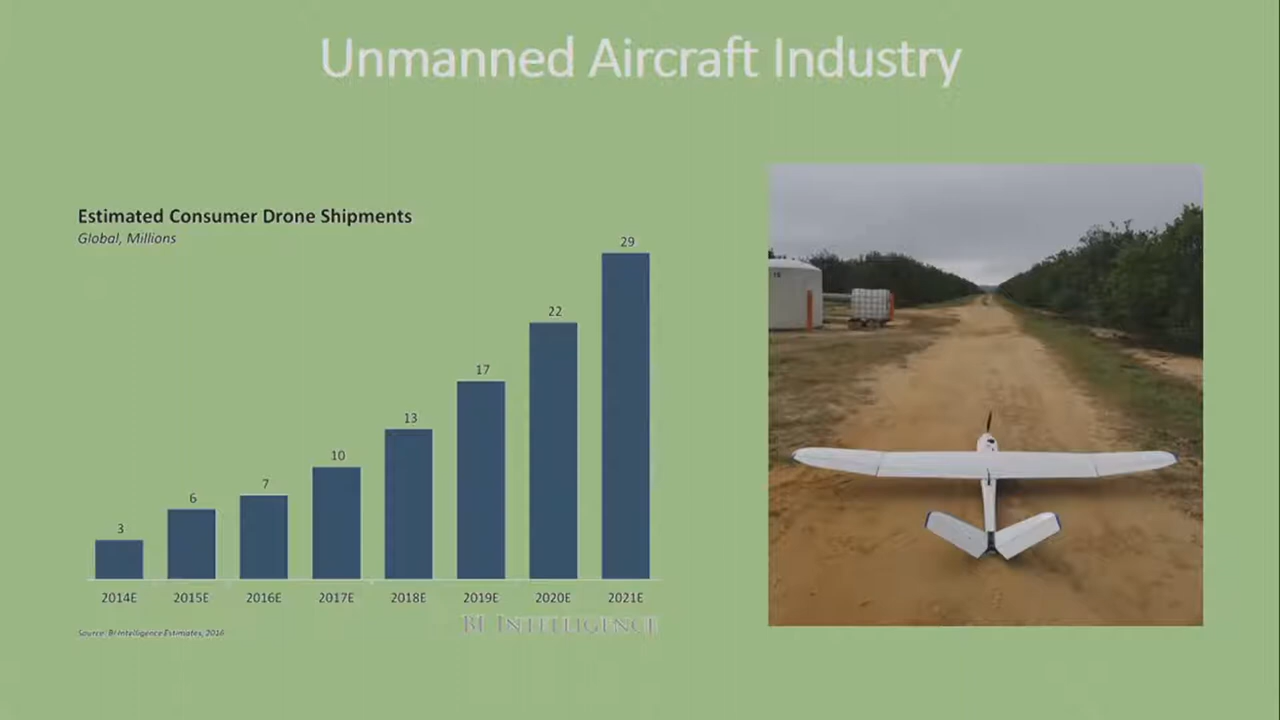 Unmanned Aircraft Industry
Estimated Consumer Drone Shipments
Global, Millions
3
6
7
10
13
17
22
29
2014E
2015E
2016E
2017E
2018E
2019E
2020E
2021E
Source: BI Intelligence Estimates, 2016
BI INTELLIGENCE